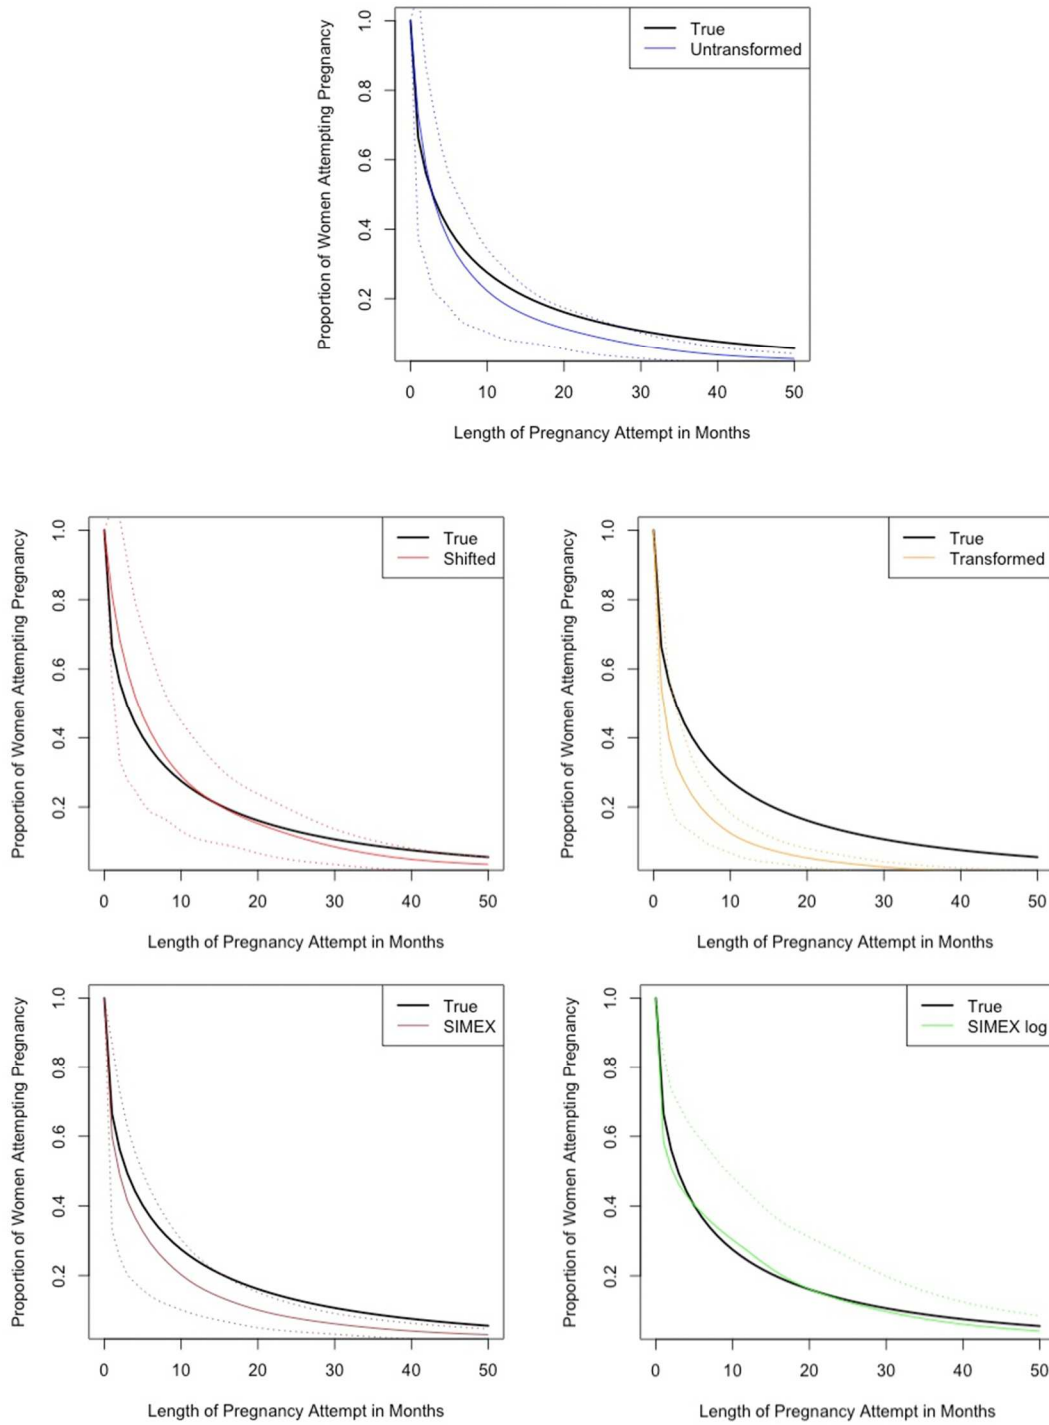 True
Untransformed
Proportion of Women Attempting Pregnancy
1.0
0.8
0.6
0.4
0.2
0 10 20 30 40 50
Length of Pregnancy Attempt in Months
True
Shifted
Proportion of Women Attempting Pregnancy
1.0
0.8
0.6
0.4
0.2
0 10 20 30 40 50
Length of Pregnancy Attempt in Months
True
Transformed
Proportion of Women Attempting Pregnancy
1.0
0.8
0.6
0.4
0.2
0 10 20 30 40 50
Length of Pregnancy Attempt in Months
True
SIMEX
Proportion of Women Attempting Pregnancy
1.0
0.8
0.6
0.4
0.2
0 10 20 30 40 50
Length of Pregnancy Attempt in Months
True
SIMEX log
Proportion of Women Attempting Pregnancy
1.0
0.8
0.6
0.4
0.2
0 10 20 30 40 50
Length of Pregnancy Attempt in Months